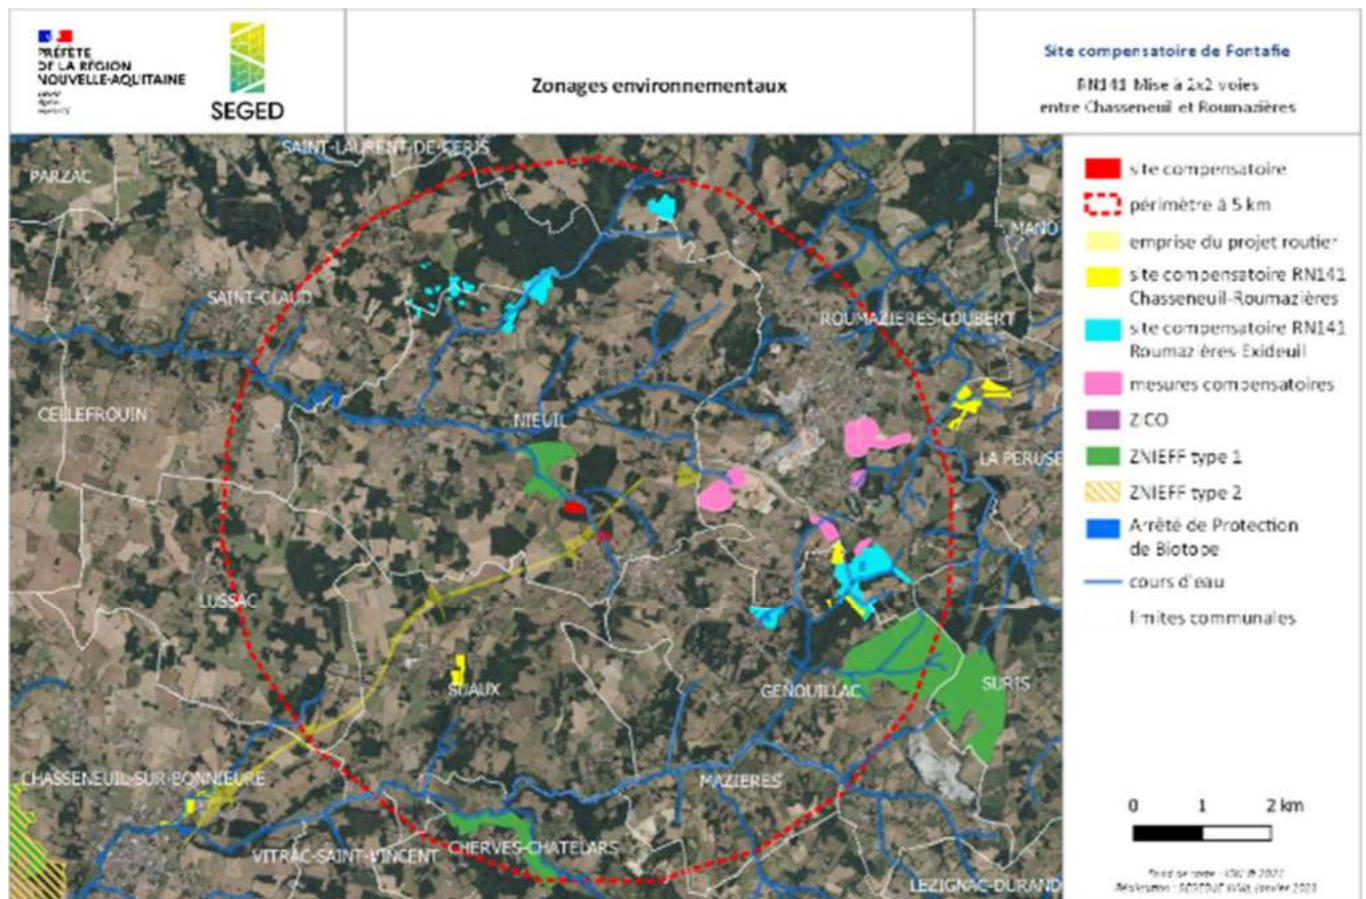 PRÉFÈTE
DE LA RÉGION
NOUVELLE-AQUITAINE
SEGED
Zonages environnementaux
Site compensatoire de Fontafie
RN141 Mise à 2x2 voies
entre Chasseneuil et Roumazières
SAINT-LAURENT-DE-CERIS
PARZAC
MANO
SAINT-CLAUD
ROUMAZIERES-LOUBERT
CELLEFROUIN
NIEUIL
LA PERUSE
LUSSAC
SUAUX
GENOUILLAC
SURIS
CHASSENEUIL-SUR-BONNIEURE
MAZIERES
VITRAC-SAINT-VINCENT
CHERVES-CHATELARS
LEZIGNAC-DURAND
site compensatoire
périmètre à 5 km
emprise du projet routier
site compensatoire RN141
Chasseneuil-Roumazières
site compensatoire RN141
Roumazières-Exideuil
mesures compensatoires
ZICO
ZNIEFF type 1
ZNIEFF type 2
Arrêté de Protection
de Biotope
cours d'eau
limites communales
0 1 2 km